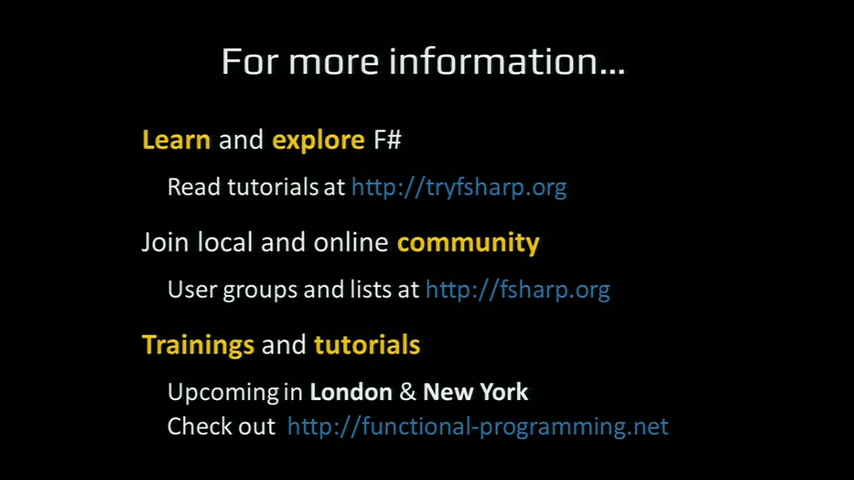 For more information...
Learn and explore F#
Read tutorials at http://tryfsharp.org
Join local and online community
User groups and lists at http://fsharp.org
Trainings and tutorials
Upcoming in London & New York
Check out http://functional-programming.net